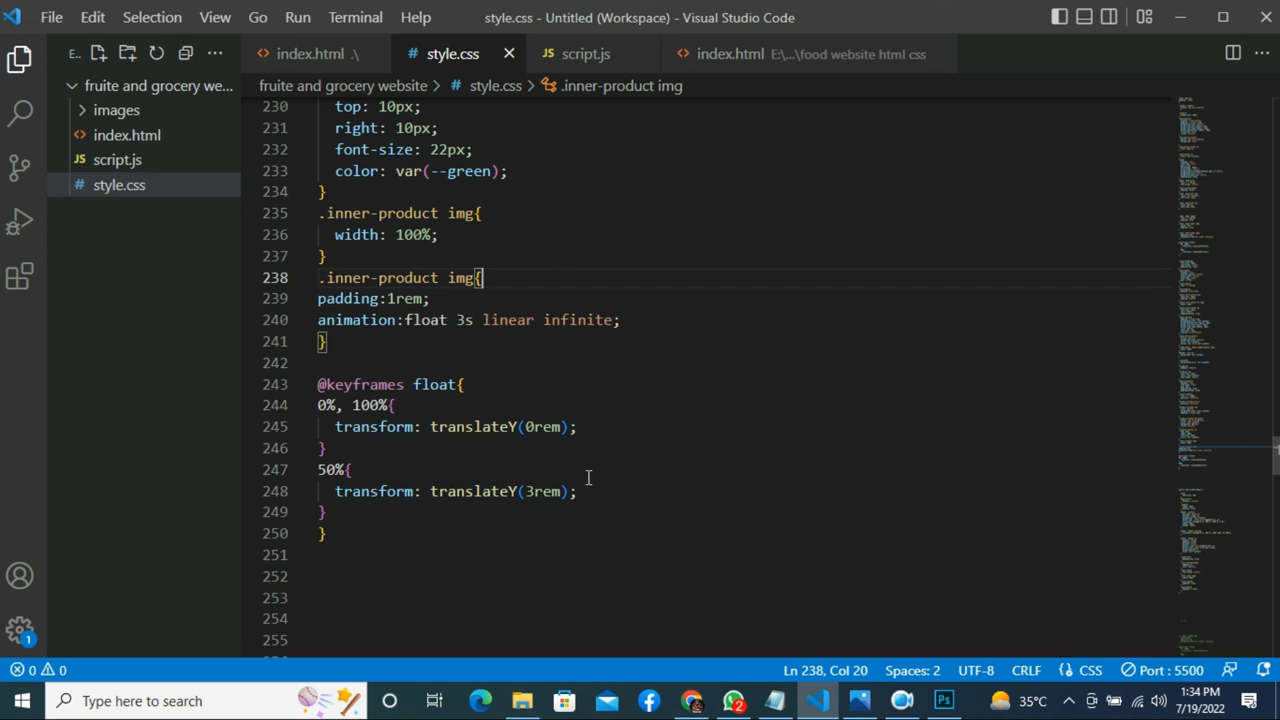 File Edit Selection View Go Run Terminal Help style.css - Untitled (Workspace) - Visual Studio Code
E.. index.html .\ style.css script.js index.html E:\...\food website html css
fruite and grocery we...
images
index.html
script.js
style.css
fruite and grocery website > style.css > .inner-product img
230 top: 10px;
231 right: 10px;
232 font-size: 22px;
233 color: var(--green);
234 }
235 .inner-product img{
236 width: 100%;
237 }
238 .inner-product img{
239 padding:1rem;
240 animation:float 3s linear infinite;
241 }
242
243 @keyframes float{
244 0%, 100%{
245 transform: translateY(0rem);
246 }
247 50%{
248 transform: translateY(3rem);
249 }
250 }
251
252
253
254
255
1
0 0 Ln 238, Col 20 Spaces: 2 UTF-8 CRLF CSS Port : 5500
Type here to search 2 35°C 1:34 PM
7/19/2022